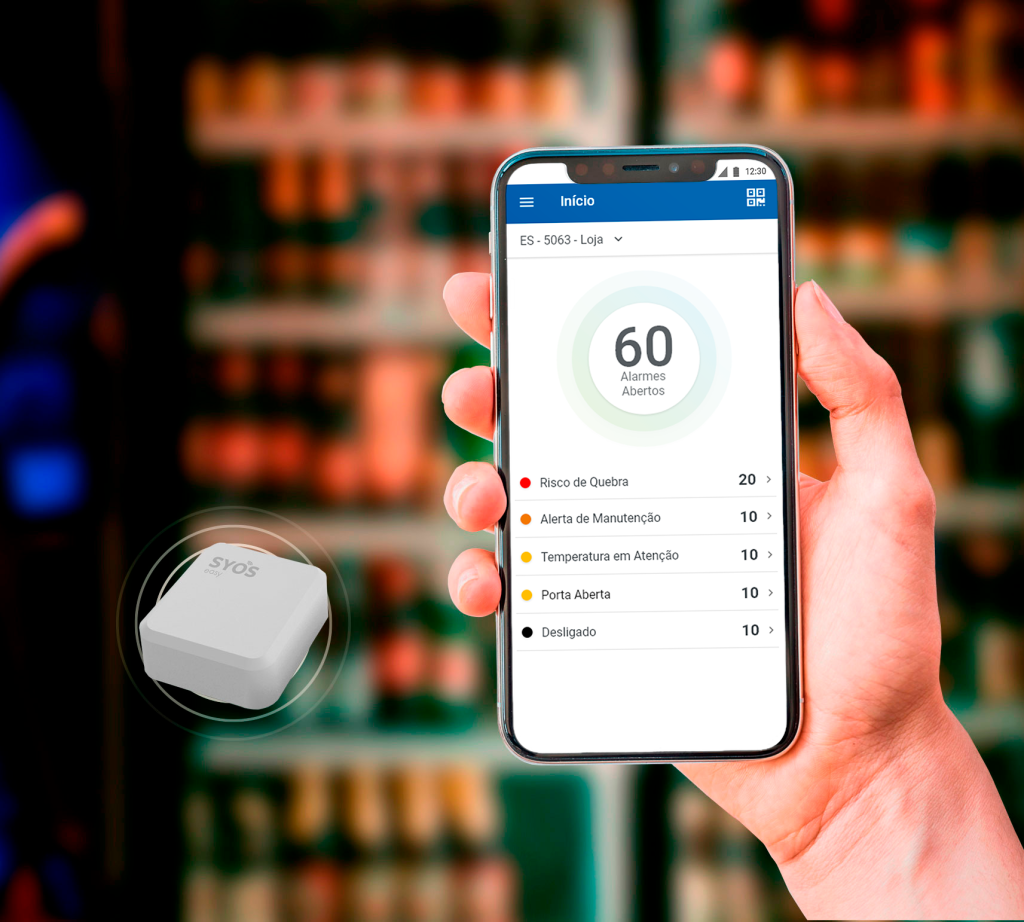 12:30
Início
ES - 5063 - Loja
60
Alarmes
Abertos
Risco de Quebra 20
Alerta de Manutenção 10
Temperatura em Atenção 10
Porta Aberta 10
Desligado 10
SYOS
easy